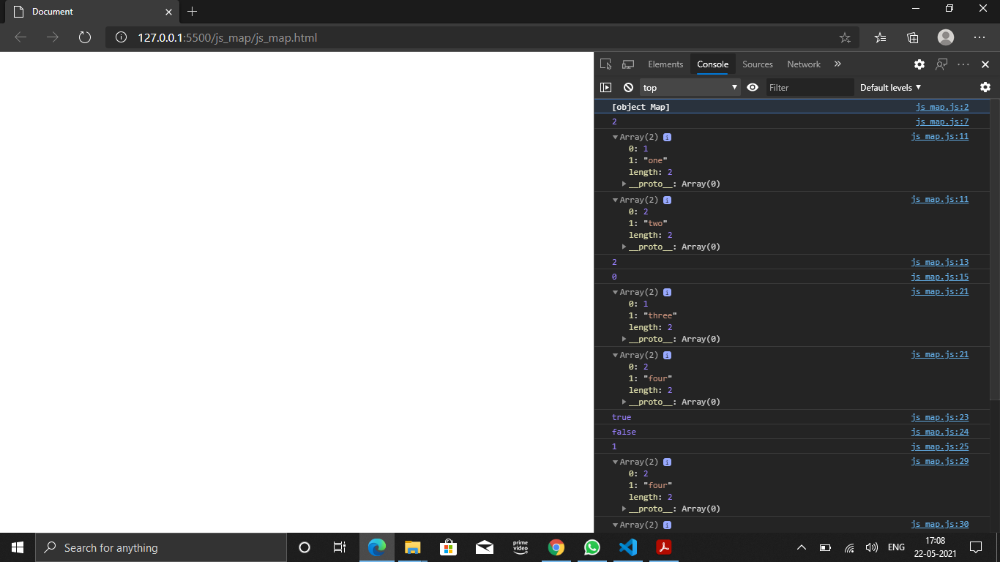 Document
127.0.0.1:5500/js_map/js_map.html
Elements Console Sources Network
top Filter Default levels
[object Map] js_map.js:2
2 js_map.js:7
Array(2) i js_map.js:11
0: 1
1: "one"
length: 2
__proto__: Array(0)
Array(2) i js_map.js:11
0: 2
1: "two"
length: 2
__proto__: Array(0)
2 js_map.js:13
0 js_map.js:15
Array(2) i js_map.js:21
0: 1
1: "three"
length: 2
__proto__: Array(0)
Array(2) i js_map.js:21
0: 2
1: "four"
length: 2
__proto__: Array(0)
true js_map.js:23
false js_map.js:24
1 js_map.js:25
Array(2) i js_map.js:29
0: 2
1: "four"
length: 2
__proto__: Array(0)
Array(2) i js_map.js:30
Search for anything
prime
video
ENG
17:08
22-05-2021